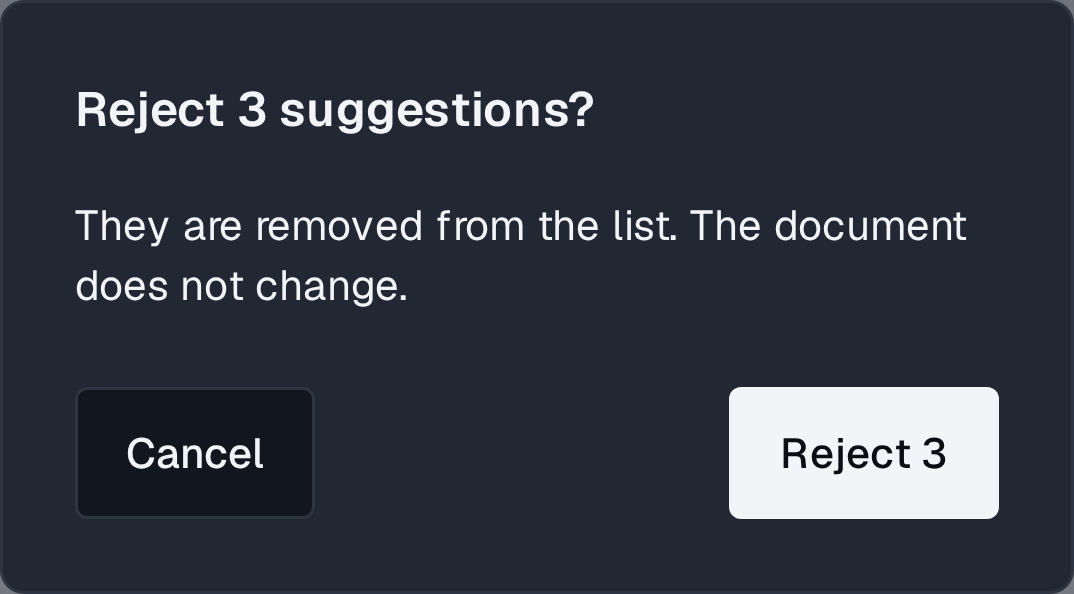 Reject 3 suggestions?
They are removed from the list. The document
does not change.
Cancel
Reject 3